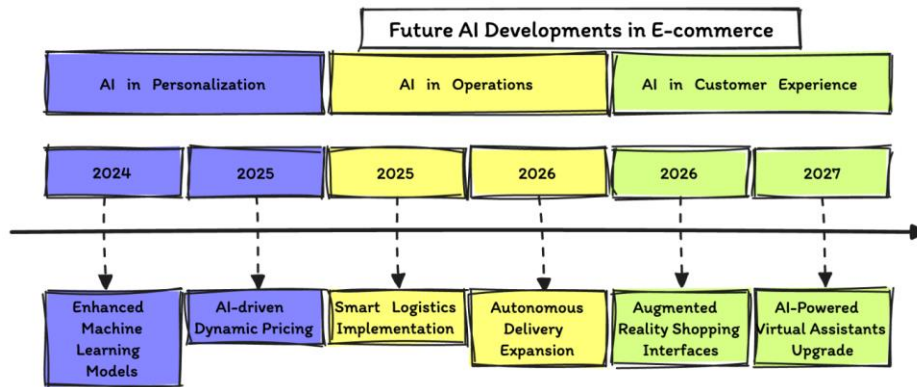 Future AI Developments in E-commerce
AI in Personalization
AI in Operations
AI in Customer Experience
2024
2025
2025
2026
2026
2027
Enhanced
Machine
Learning
Models
AI-driven
Dynamic Pricing
Smart Logistics
Implementation
Autonomous
Delivery
Expansion
Augmented
Reality Shopping
Interfaces
AI-Powered
Virtual Assistants
Upgrade